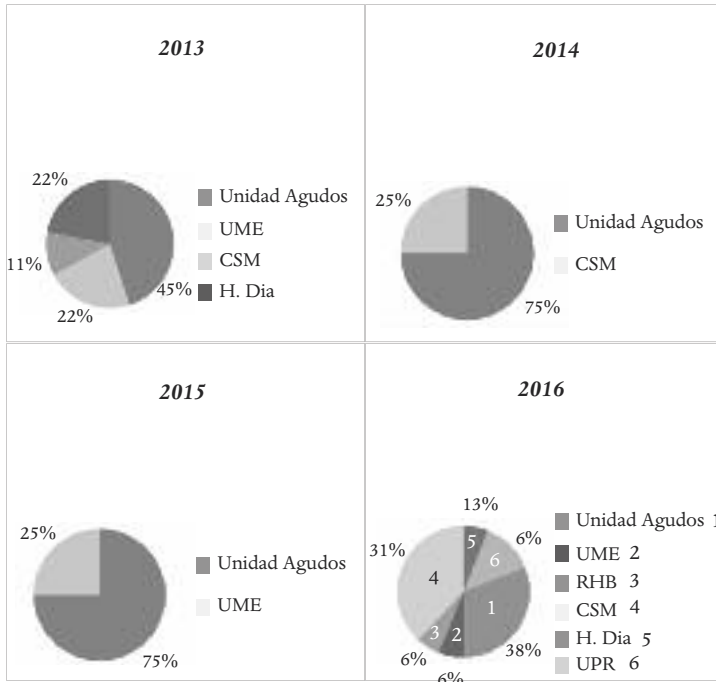 2013
22%
11%
22%
45%
Unidad Agudos
UME
CSM
H. Dia
2014
25%
75%
Unidad Agudos
CSM
2015
25%
75%
Unidad Agudos
UME
2016
13%
6%
31%
38%
6%
6%
5
6
4
1
3
2
Unidad Agudos 1
UME 2
RHB 3
CSM 4
H. Dia 5
UPR 6